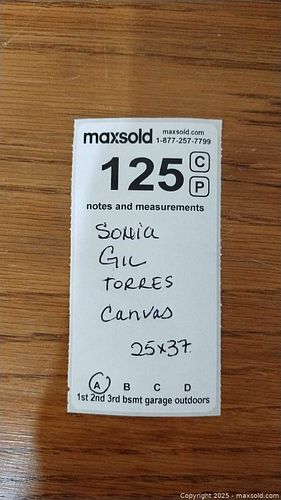 maxsold maxsold.com
1-877-257-7799
125 C
P
notes and measurements
Sonia
Gil
TORRES
Canvas
25x37
A B C D
1st 2nd 3rd bsmt garage outdoors
Copyright 2025 - maxsold.com